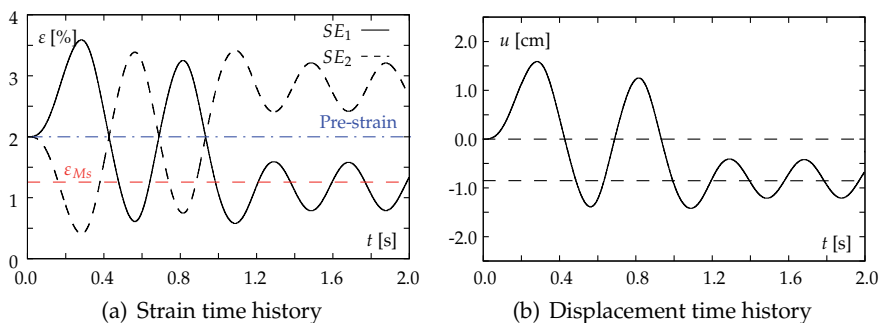 4
3
2
1
0
ε [%]
SE1
SE2
Pre-strain
εMs
t [s]
0.0 0.4 0.8 1.2 1.6 2.0
(a) Strain time history
2.0
1.0
0.0
-1.0
-2.0
u [cm]
t [s]
0.0 0.4 0.8 1.2 1.6 2.0
(b) Displacement time history